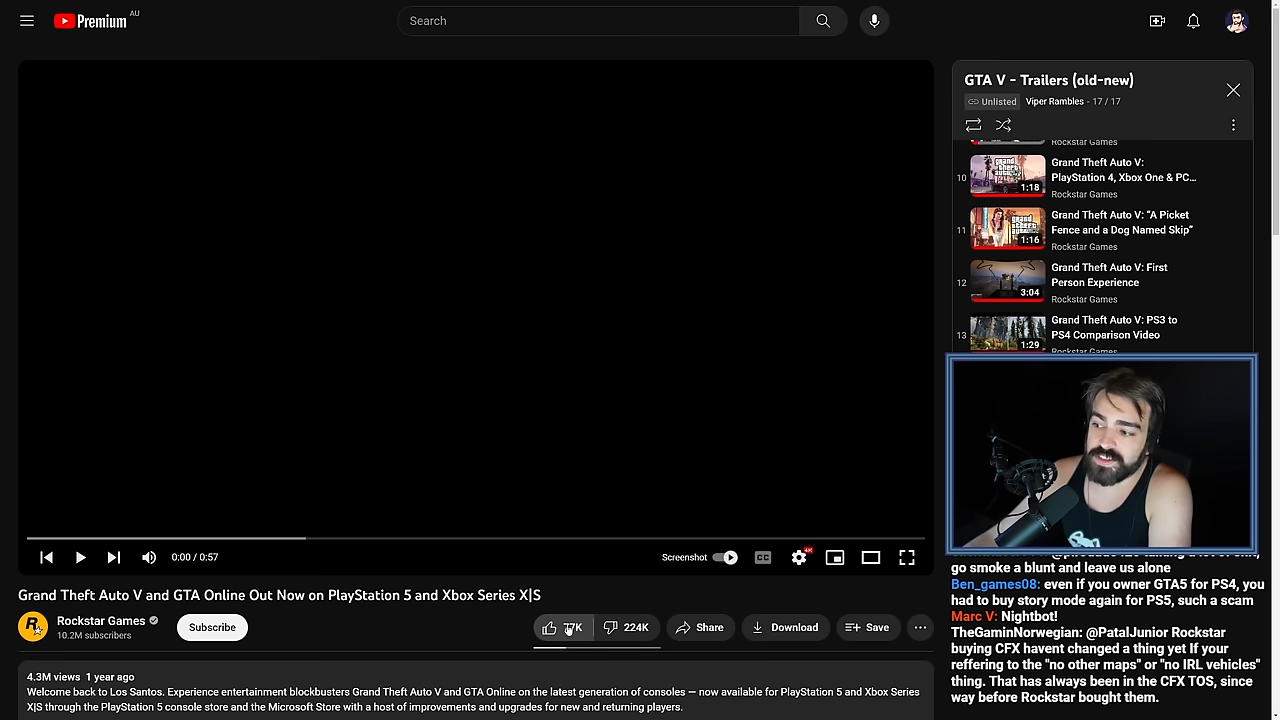 Premium AU
Search
GTA V - Trailers (old-new)
Unlisted Viper Rambles - 17 / 17
Rockstar Games
10
Grand Theft Auto V:
PlayStation 4, Xbox One & PC...
Rockstar Games
1:18
11
Grand Theft Auto V: “A Picket
Fence and a Dog Named Skip”
Rockstar Games
1:16
12
Grand Theft Auto V: First
Person Experience
Rockstar Games
3:04
13
Grand Theft Auto V: PS3 to
PS4 Comparison Video
Rockstar Games
1:29
0:00 / 0:57
Screenshot
CC
4K
Grand Theft Auto V and GTA Online Out Now on PlayStation 5 and Xbox Series X|S
Rockstar Games
10.2M subscribers
Subscribe
224K
Share
Download
Save
4.3M views 1 year ago
Welcome back to Los Santos. Experience entertainment blockbusters Grand Theft Auto V and GTA Online on the latest generation of consoles — now available for PlayStation 5 and Xbox Series
X|S through the PlayStation 5 console store and the Microsoft Store with a host of improvements and upgrades for new and returning players.
go smoke a blunt and leave us alone
Ben_games08: even if you owner GTA5 for PS4, you
had to buy story mode again for PS5, such a scam
Marc V: Nightbot!
TheGaminNorwegian: @PatalJunior Rockstar
buying CFX havent changed a thing yet If your
reffering to the "no other maps" or "no IRL vehicles"
thing. That has always been in the CFX TOS, since
way before Rockstar bought them.